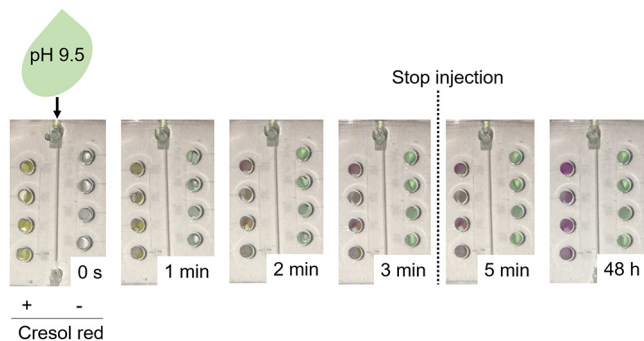 pH 9.5
Stop injection
0 s
1 min
2 min
3 min
5 min
48 h
+ -
Cresol red